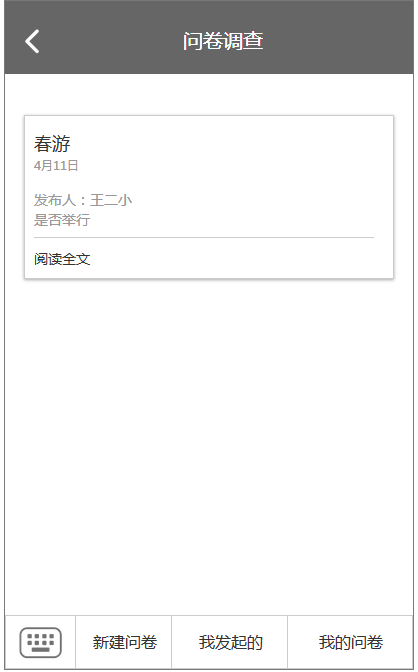 问卷调查
春游
4月11日
发布人：王二小
是否举行
阅读全文
新建问卷
我发起的
我的问卷